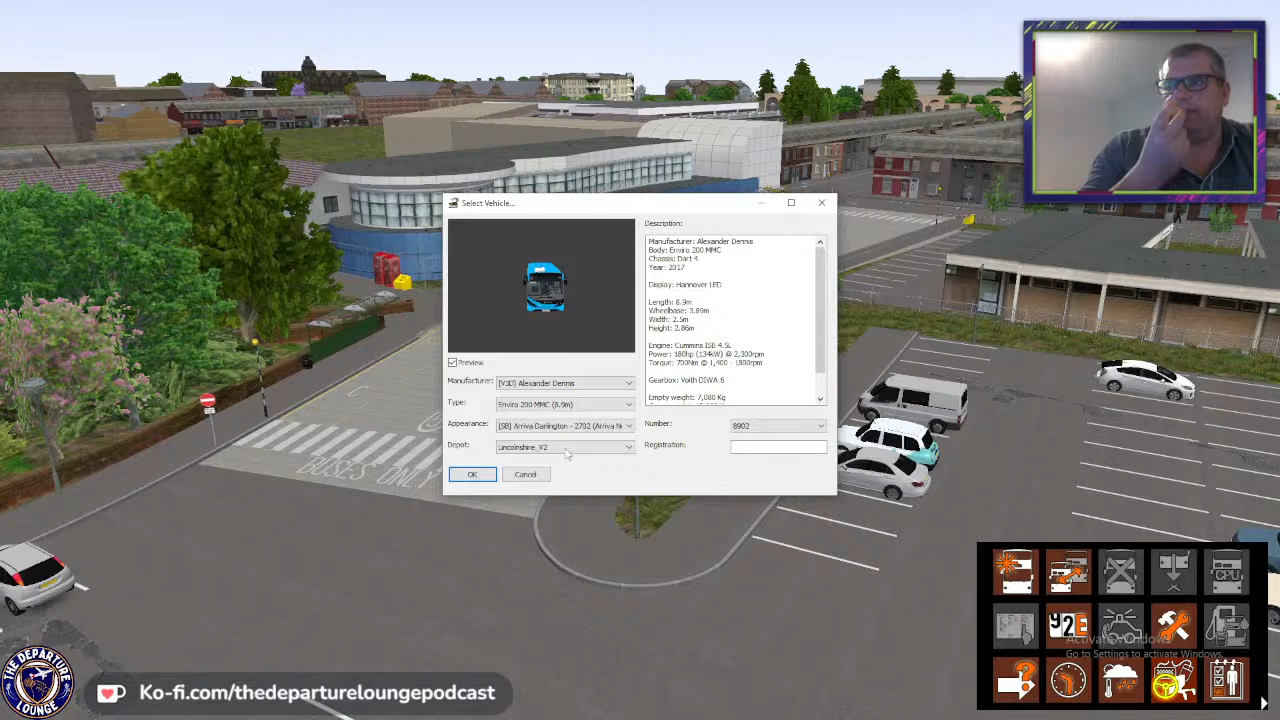 Select Vehicle...
Description:
Manufacturer: Alexander Dennis
Body: Enviro 200 MMC
Chassis: Dart 4
Year: 2017
Display: Hannover LED
Length: 8.9m
Wheelbase: 3.89m
Width: 2.5m
Height: 2.86m
Engine: Cummins ISB 4.5L
Power: 180hp (134kW) @ 2,300rpm
Torque: 700Nm @ 1,400 - 1800rpm
Gearbox: Voith DIWA.6
Empty weight: 7,080 Kg
Preview
Manufacturer: [V3D] Alexander Dennis
Type: Enviro 200 MMC (8.9m)
Appearance: [SB] Arriva Darlington - 2702 (Arriva N
Number: 8902
Depot: Lincolnshire_V2
Registration:
OK
Cancel
BUSES ONLY
CPU
y2E
Activate Windows
Go to Settings to activate Windows.
THE DEPARTURE
LOUNGE
Ko-fi.com/thedepartureloungepodcast